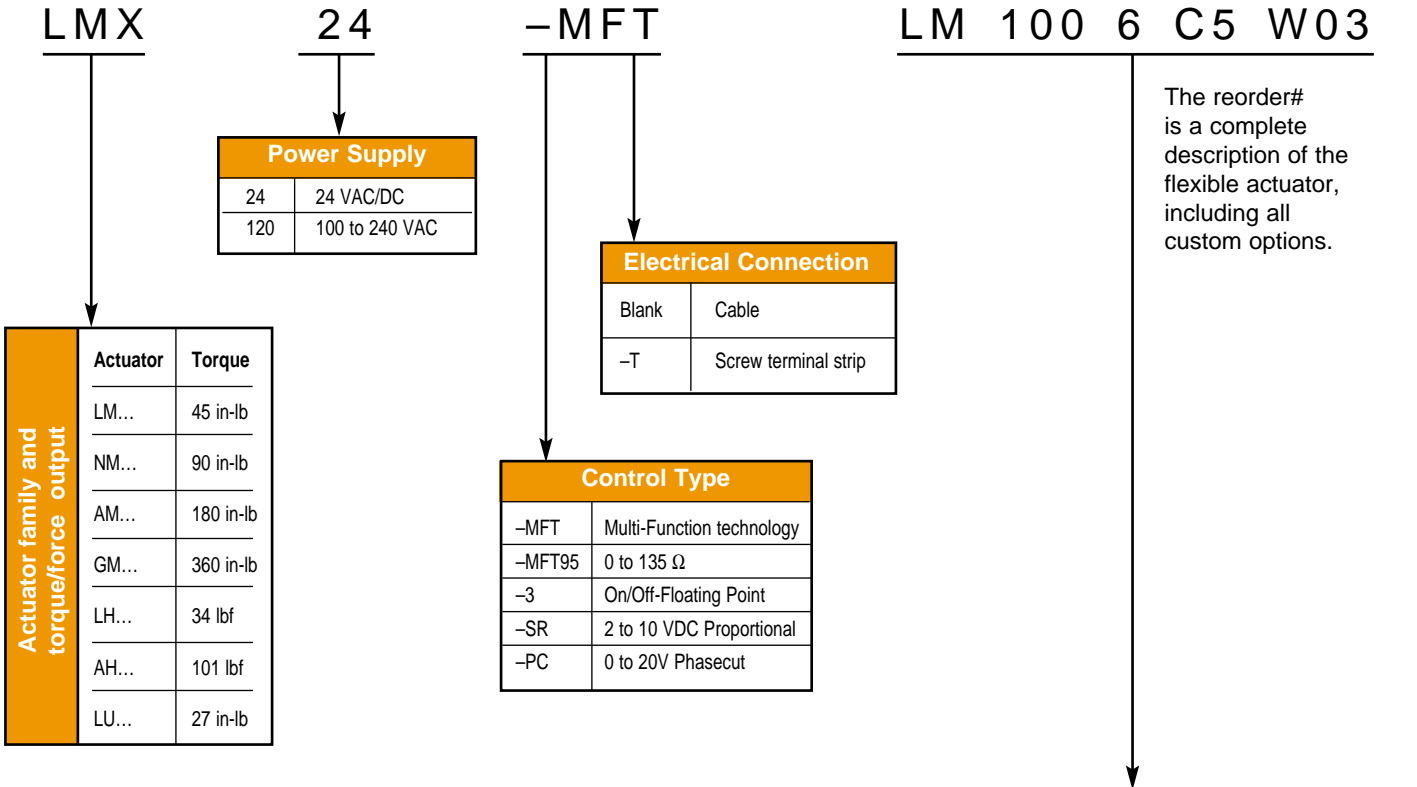 LMX 24 –MFT LM 100 6 C5 W03
The reorder#
is a complete
description of the
flexible actuator,
including all
custom options.
Power Supply
24 24 VAC/DC
120 100 to 240 VAC
Electrical Connection
Blank Cable
–T Screw terminal strip
Actuator family and
torque/force output
Actuator Torque
LM… 45 in-lb
NM… 90 in-lb
AM… 180 in-lb
GM… 360 in-lb
LH… 34 lbf
AH… 101 lbf
LU… 27 in-lb
Control Type
–MFT Multi-Function technology
–MFT95 0 to 135 Ω
–3 On/Off-Floating Point
–SR 2 to 10 VDC Proportional
–PC 0 to 20V Phasecut